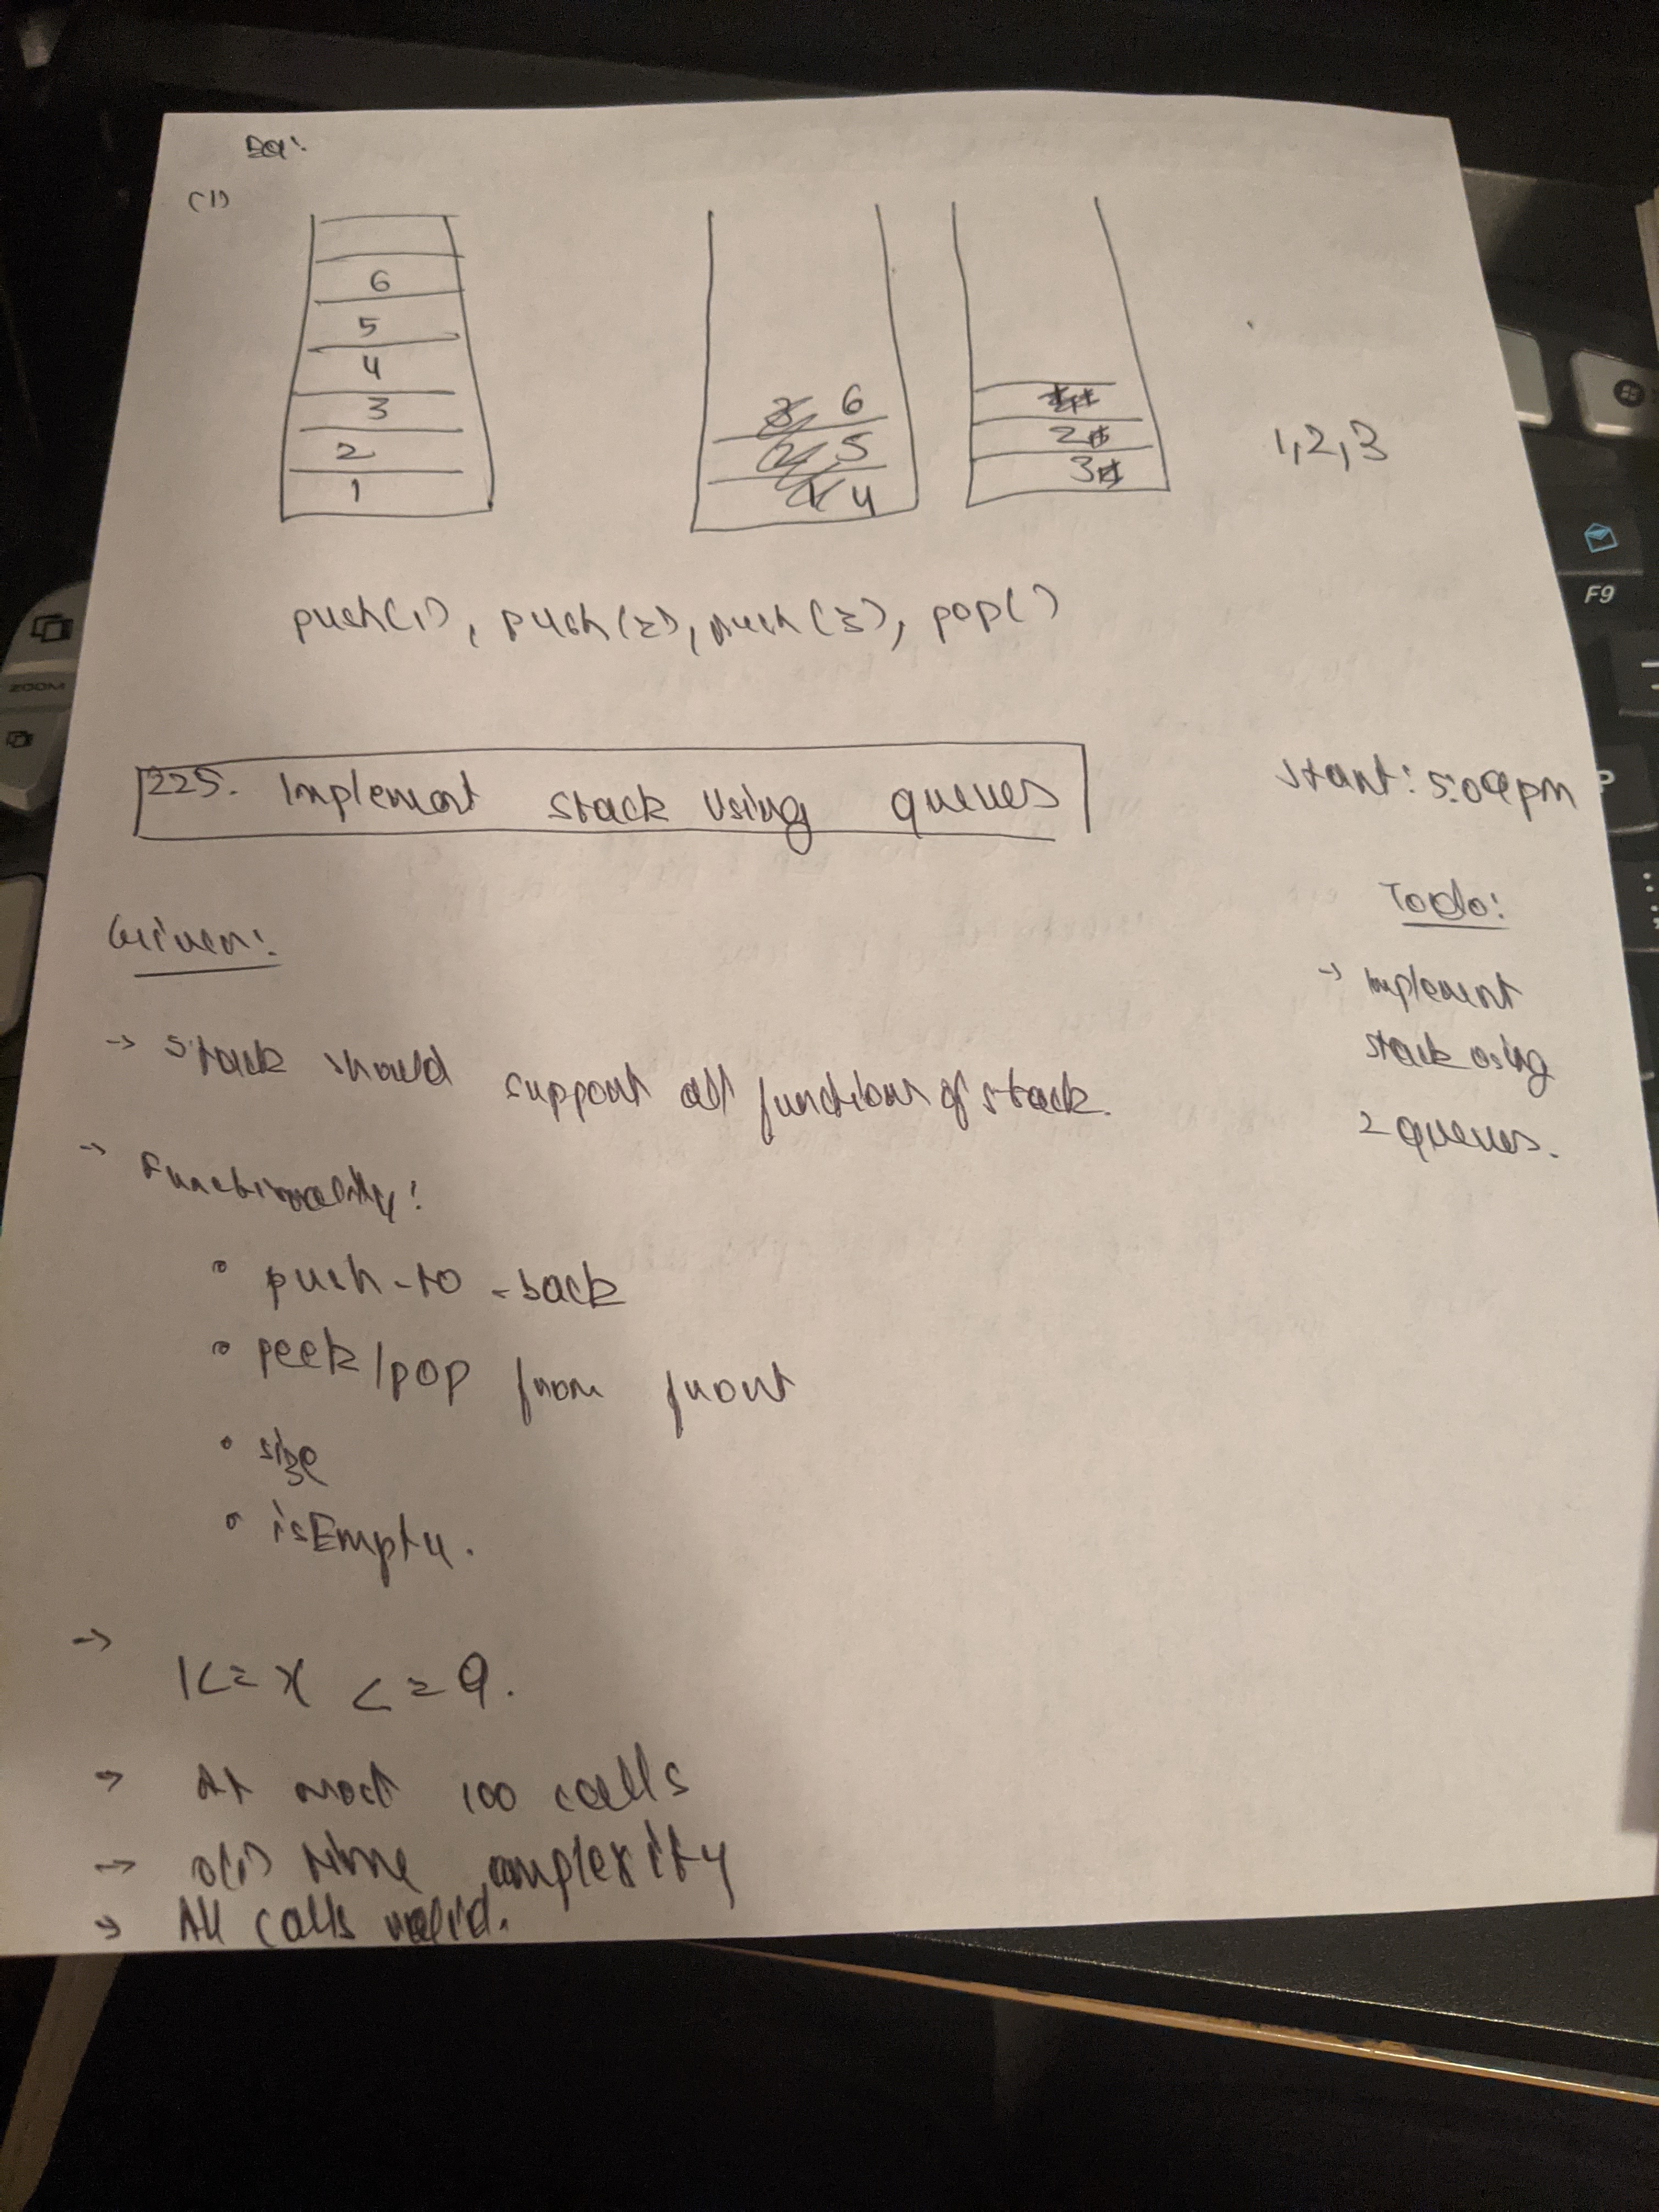 Eg:
(1)
6
5
4
3
2
1
6
5
4
2
3
1,2,3
push(1), push(2), push(3), pop()
225. Implement stack using queues
start: 5:09pm
Given:
→ Stack should support all functions of stack.
→ Functionality:
• push-to-back
• peek/pop from front
• size
• isEmpty.
→ 1<=x <=9.
→ At most 100 calls
→ O(1) time complexity
→ All calls valid.
Todo:
→ Implement
stack using
2 queues.
ZOOM
F9
P